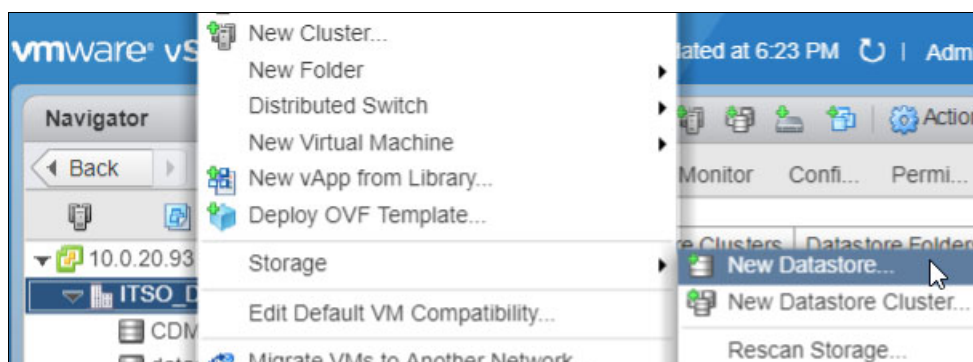 vmware® vS
dated at 6:23 PM
Adm
Navigator
Back
10.0.20.93
ITSO_D
CDM
New Cluster...
New Folder
Distributed Switch
New Virtual Machine
New vApp from Library...
Deploy OVF Template...
Storage
Edit Default VM Compatibility...
Migrate VMs to Another Network
Action
Monitor
Confi...
Permi...
re Clusters
Datastore Folder
New Datastore...
New Datastore Cluster...
Rescan Storage...